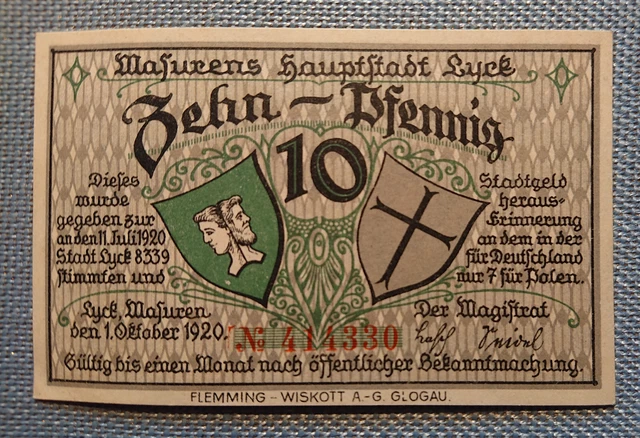 Masurens Hauptstadt Lyck
Zehn – Pfennig
10
Dieses Stadtgeld
wurde heraus-
gegeben zur Erinnerung
an den 11. Juli 1920 an dem in der
Stadt Lyck 8339 für Deutschland
stimmten und nur 7 für Polen.
Lyck, Masuren Der Magistrat
den 1. Oktober 1920. № 414330
Gültig bis einen Monat nach öffentlicher Bekanntmachung.
FLEMMING – WISKOTT A.-G. GLOGAU.